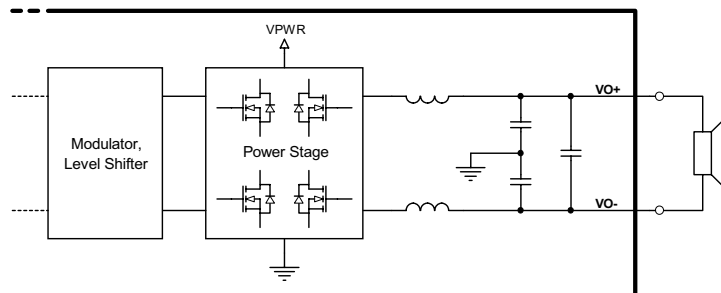 VPWR
VO+
Modulator,
Level Shifter
Power Stage
VO-